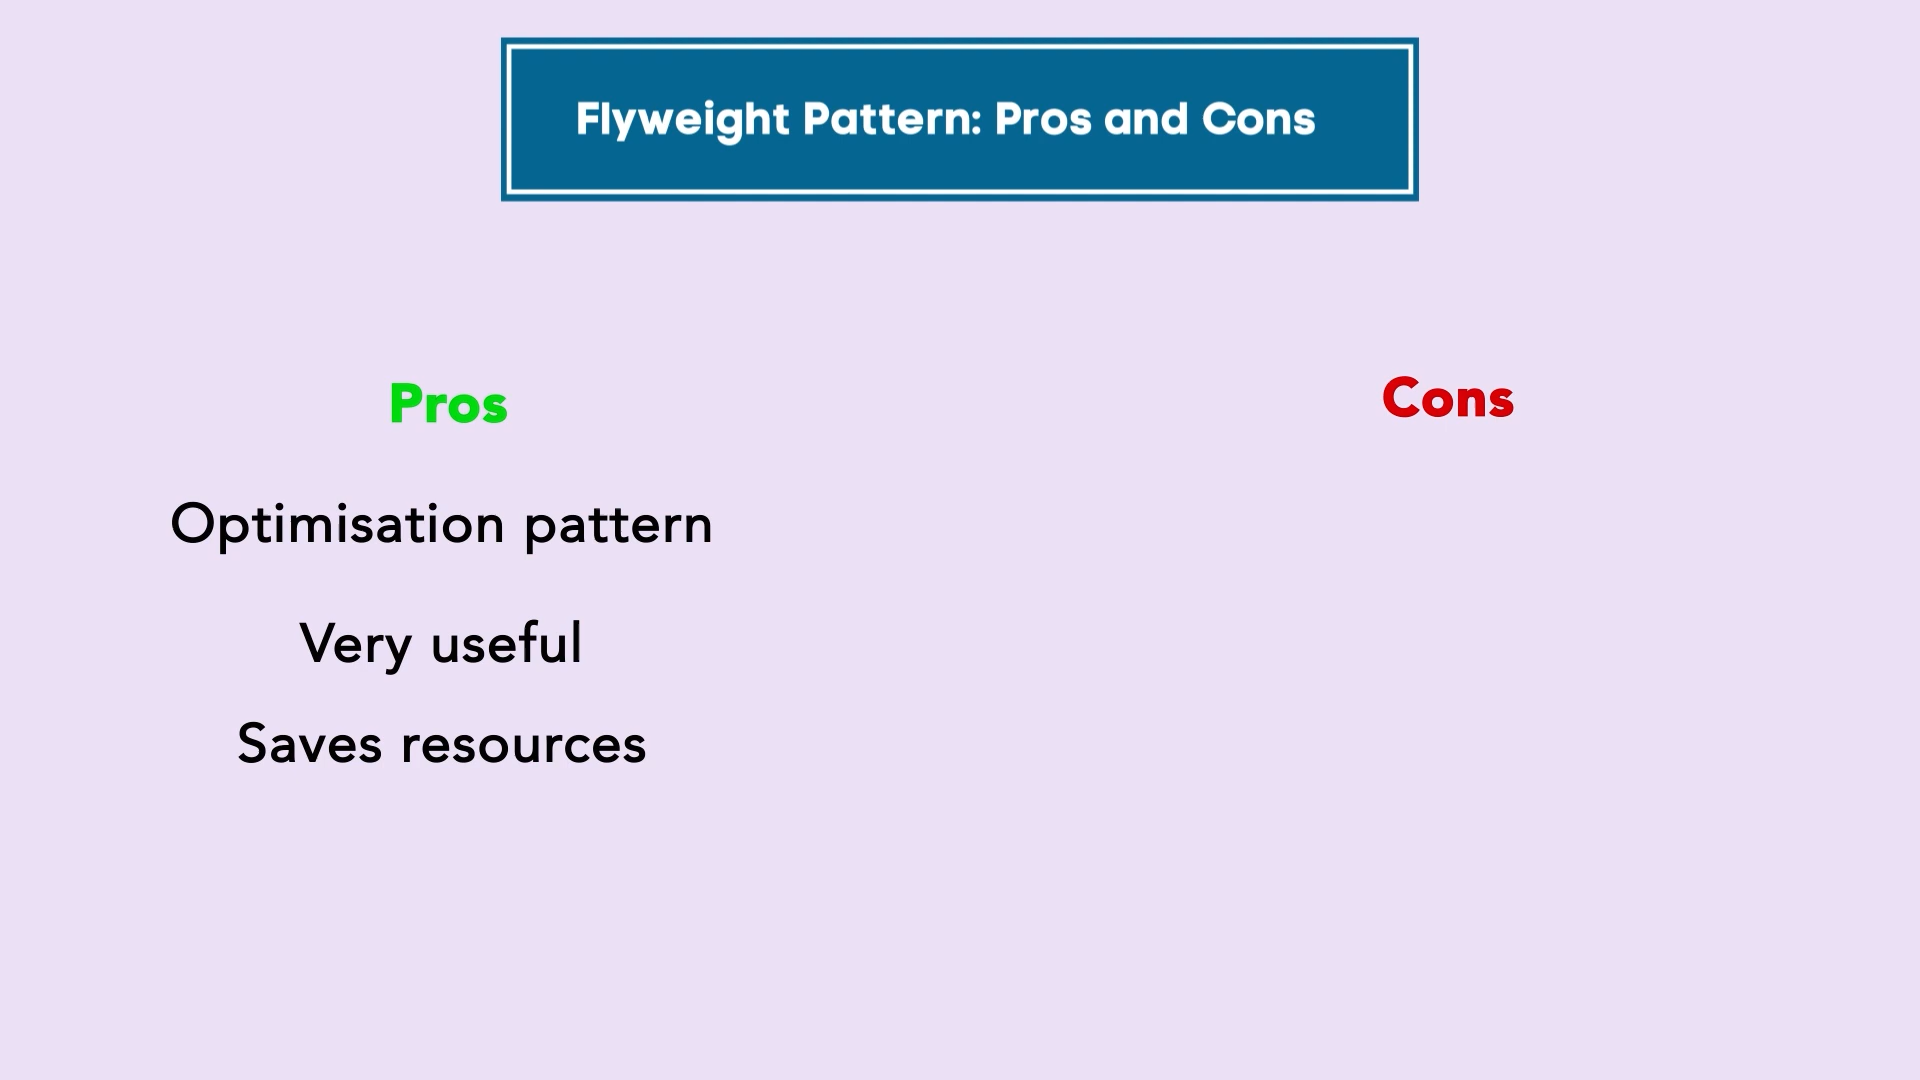 Flyweight Pattern: Pros and Cons
Pros
Optimisation pattern
Very useful
Saves resources
Cons